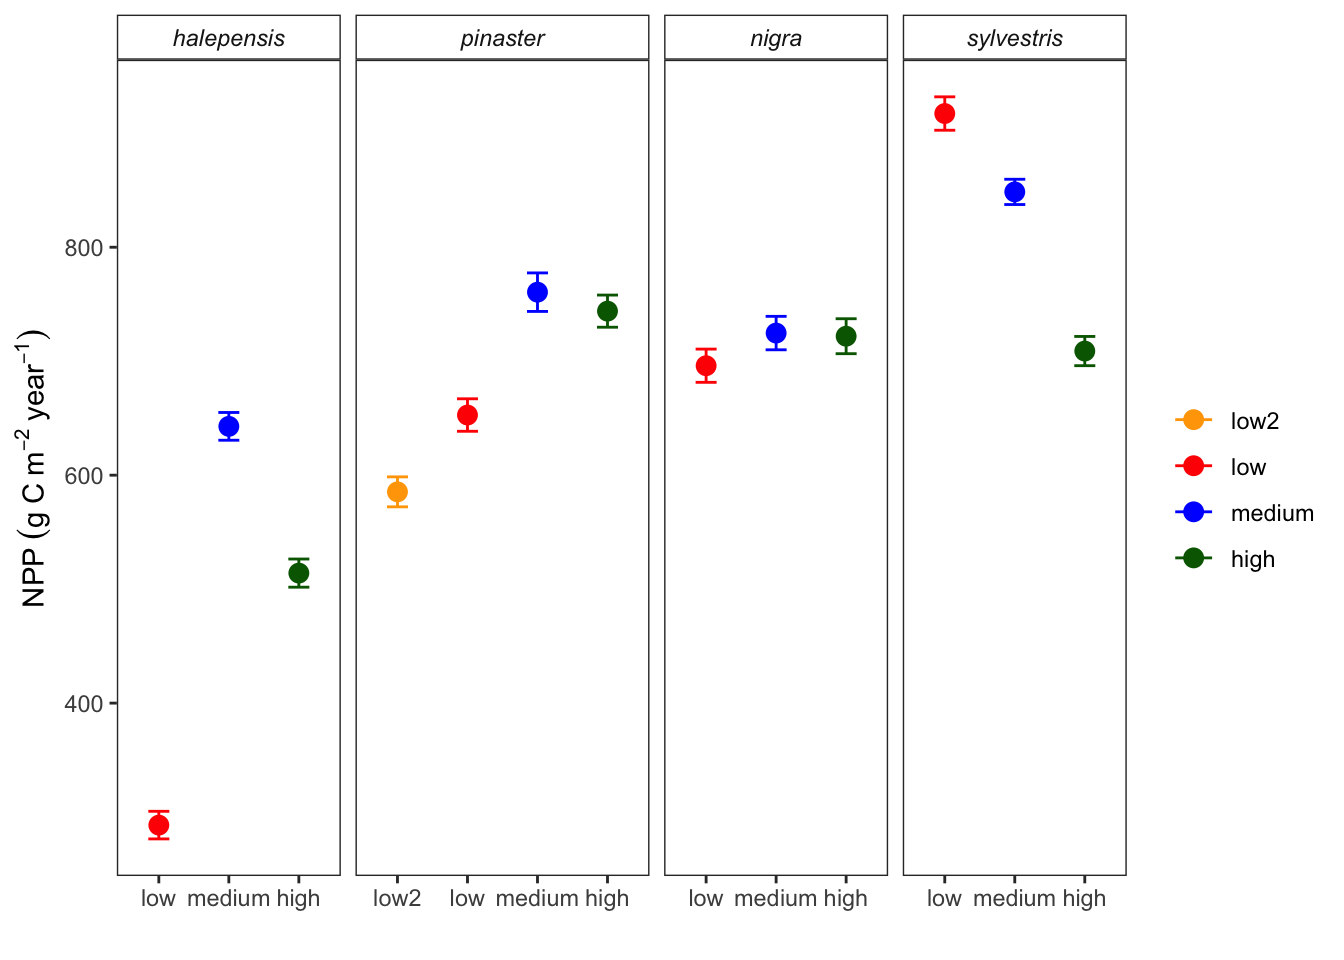 halepensis pinaster nigra sylvestris
800
600
400
NPP (g C m−2 year−1)
low medium high low2 low medium high low medium high low medium high
low2
low
medium
high